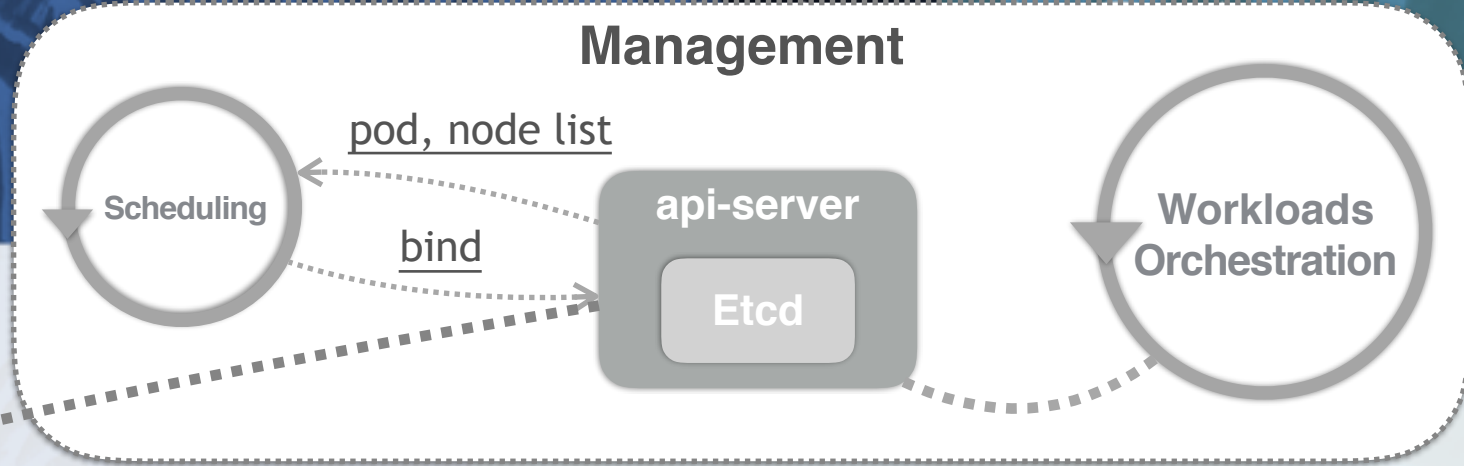 Management
pod, node list
Scheduling
bind
api-server
Etcd
Workloads
Orchestration